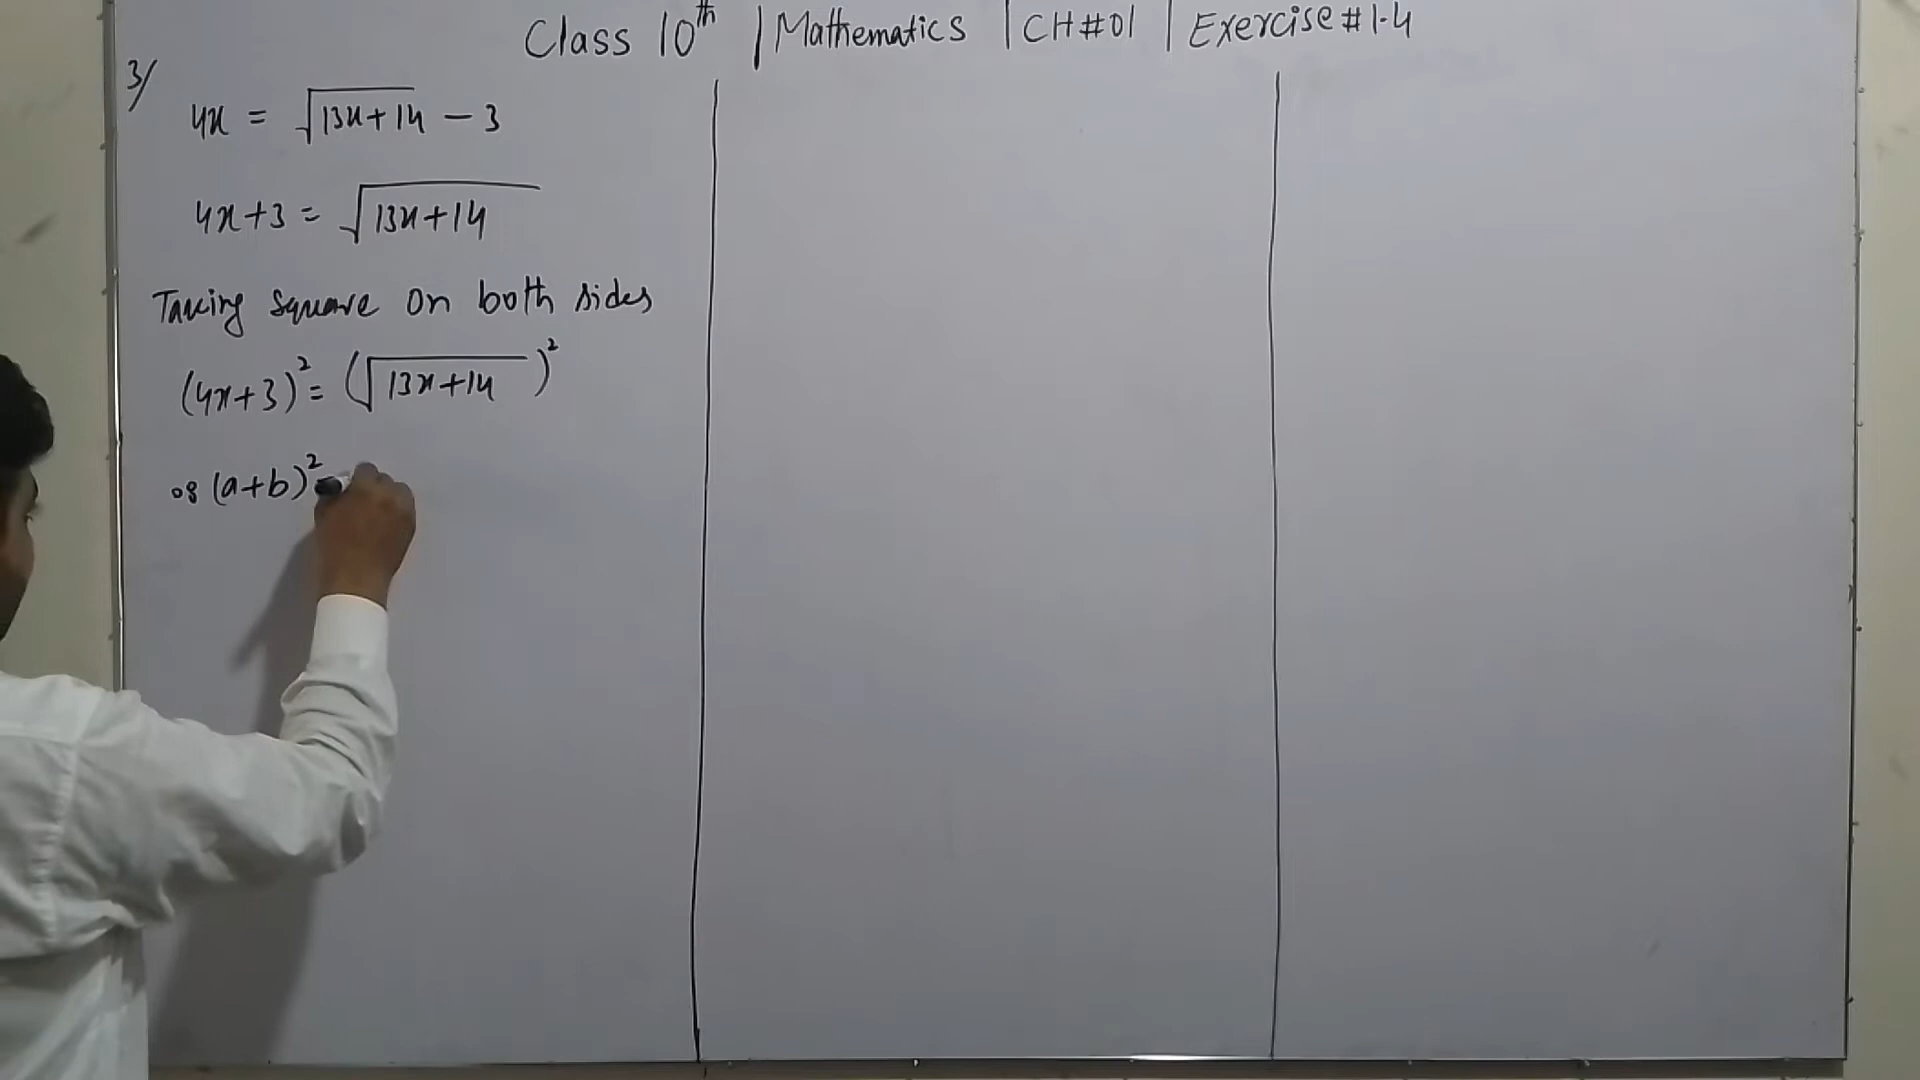 Class 10th | Mathematics | CH#01 | Exercise #1.4
3/
4x = √13x+14 - 3
4x+3 = √13x+14
Taking square on both sides
(4x+3)² = (√13x+14)²
(a+b)² =